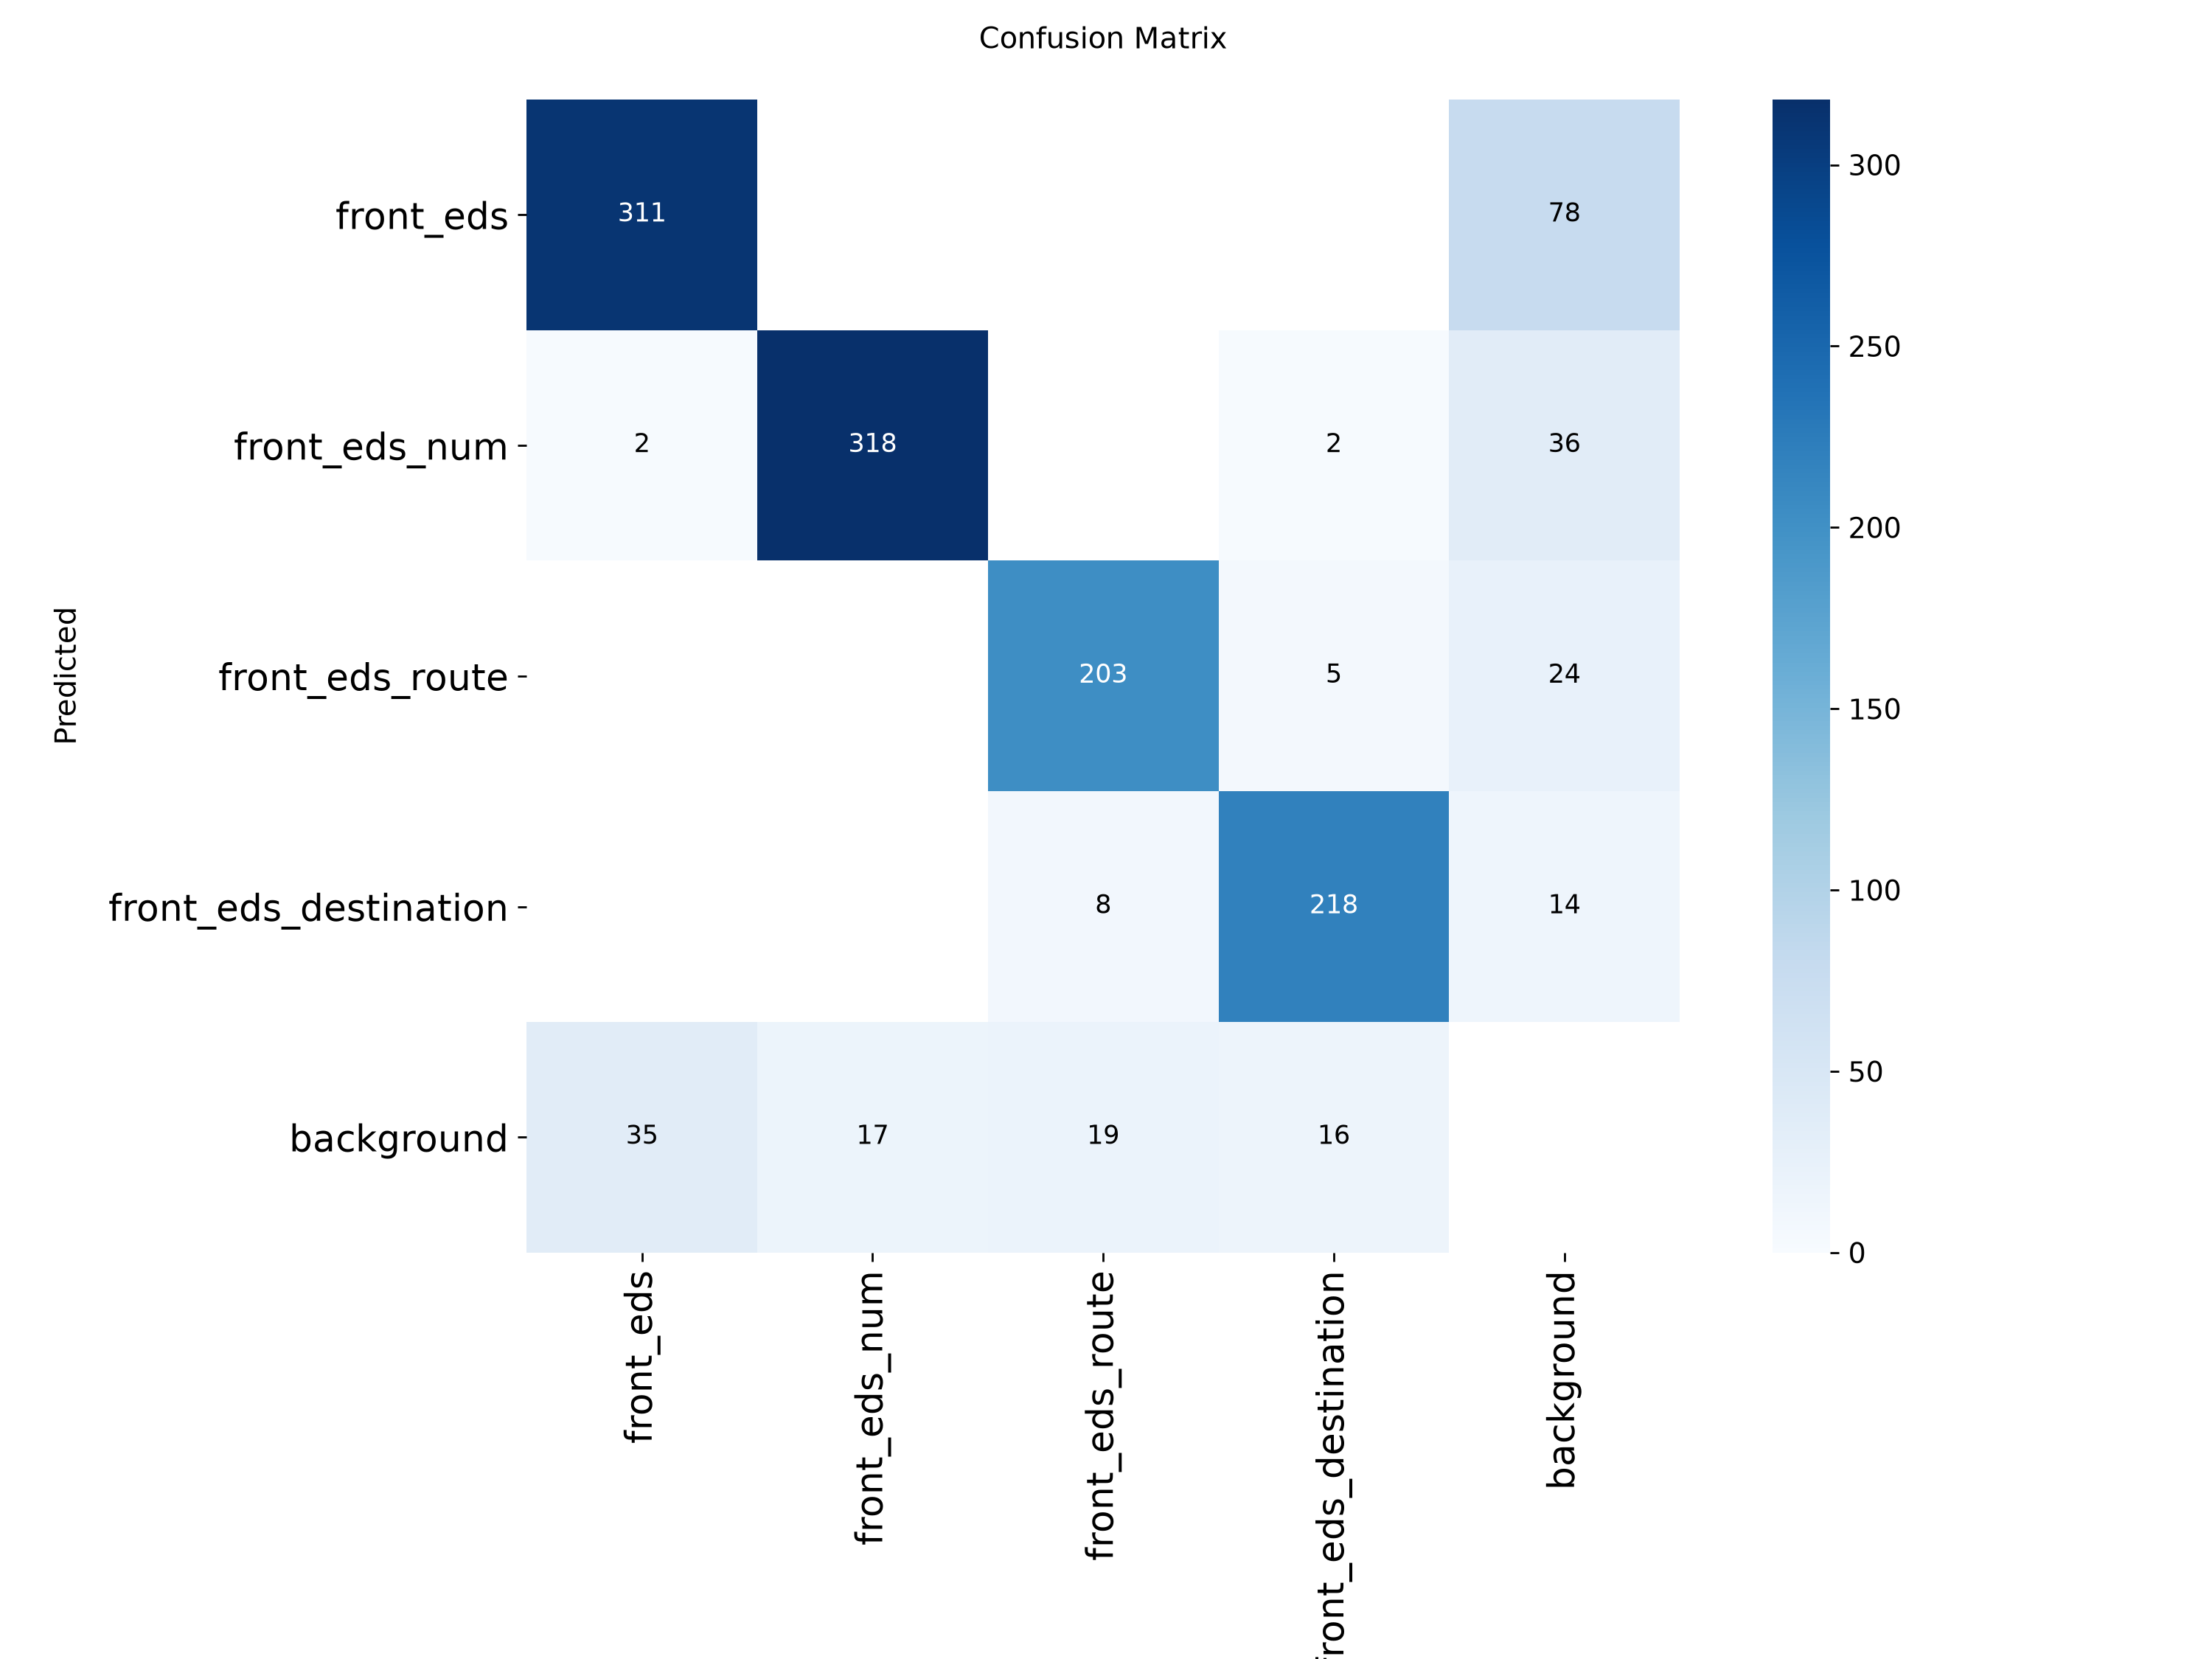 Confusion Matrix
front_eds
311
78
300
front_eds_num
2
318
2
36
250
200
Predicted
front_eds_route
203
5
24
150
front_eds_destination
8
218
14
100
50
background
35
17
19
16
0
front_eds
front_eds_num
front_eds_route
front_eds_destination
background